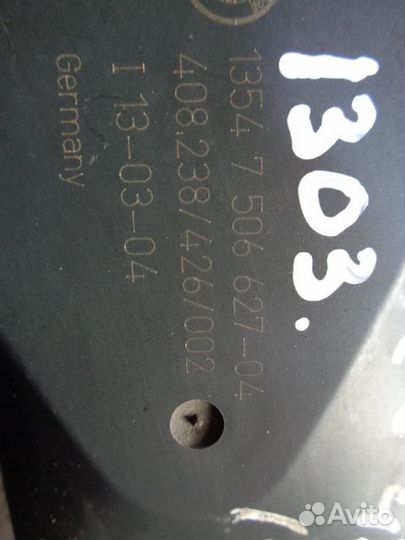 1303.
1354 7 506 627-04
408.238/426/002
I 13-03-04
Germany
Avito